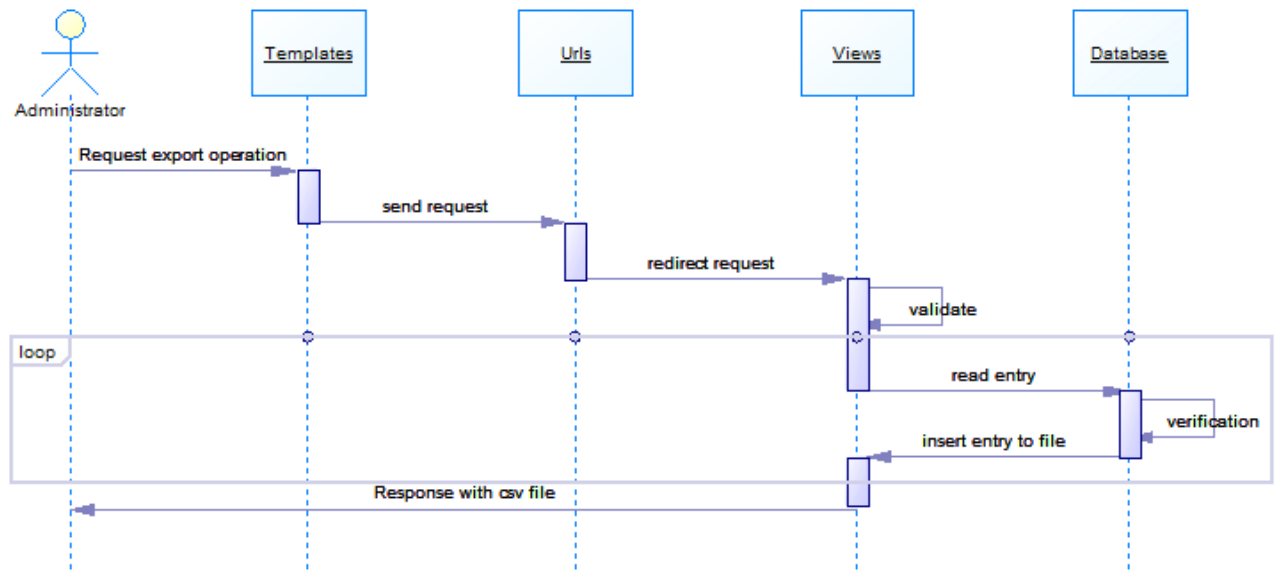 Templates
Urls
Views
Database
Administrator
Request export operation
send request
redirect request
validate
loop
read entry
verification
insert entry to file
Response with csv file